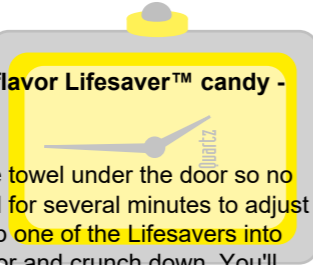 flavor Lifesaver™ candy -
Quartz
towel under the door so no
for several minutes to adjust
one of the Lifesavers into
or and crunch down. You'll